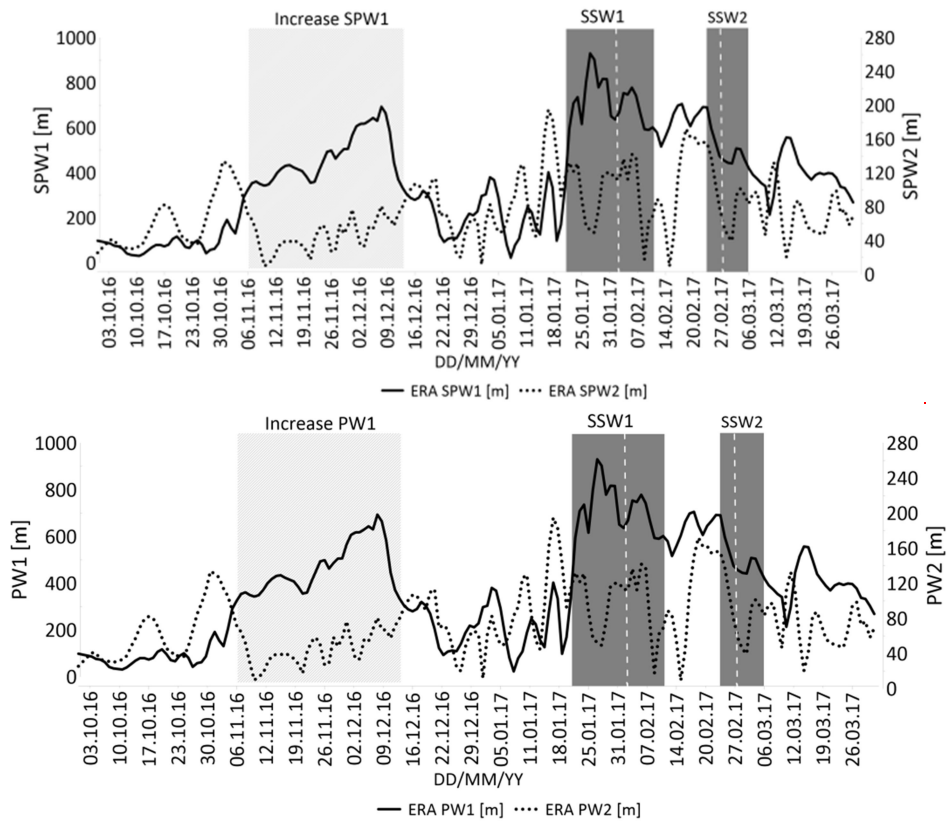 Increase SPW1 SSW1 SSW2
1000 280
800 240
600 200
400 160
200 120
0 80
40
0
SPW1 [m]
SPW2 [m]
03.10.16 10.10.16 17.10.16 23.10.16 30.10.16 06.11.16 12.11.16 19.11.16 26.11.16 02.12.16 09.12.16 16.12.16 22.12.16 29.12.16 05.01.17 11.01.17 18.01.17 25.01.17 31.01.17 07.02.17 14.02.17 20.02.17 27.02.17 06.03.17 12.03.17 19.03.17 26.03.17
DD/MM/YY
ERA SPW1 [m] ERA SPW2 [m]
Increase PW1 SSW1 SSW2
1000 280
800 240
600 200
400 160
200 120
0 80
40
0
PW1 [m]
PW2 [m]
03.10.16 10.10.16 17.10.16 23.10.16 30.10.16 06.11.16 12.11.16 19.11.16 26.11.16 02.12.16 09.12.16 16.12.16 22.12.16 29.12.16 05.01.17 11.01.17 18.01.17 25.01.17 31.01.17 07.02.17 14.02.17 20.02.17 27.02.17 06.03.17 12.03.17 19.03.17 26.03.17
DD/MM/YY
ERA PW1 [m] ERA PW2 [m]